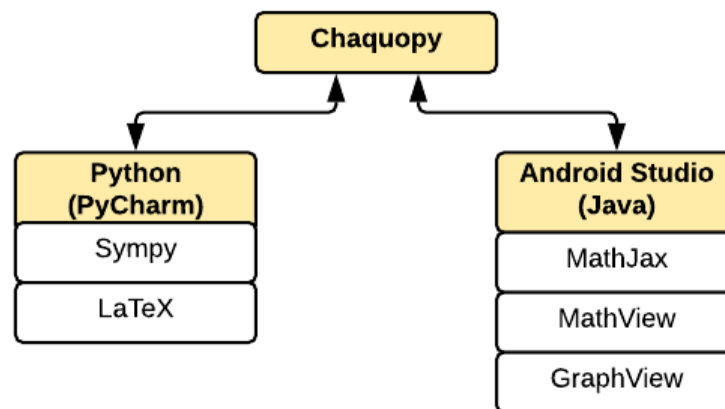 Chaquopy
Python
(PyCharm)
Sympy
LaTeX
Android Studio
(Java)
MathJax
MathView
GraphView